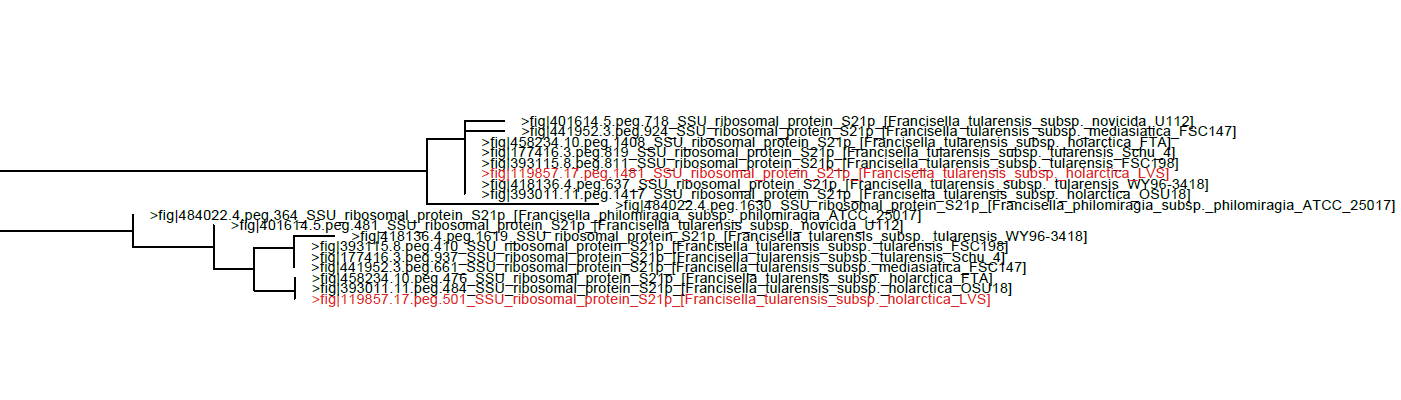 >fig|401614.5.peg.718_SSU_ribosomal_protein_S21p_[Francisella_tularensis_subsp._novicida_U112]
>fig|441952.3.peg.924_SSU_ribosomal_protein_S21p_[Francisella_tularensis_subsp._mediasiatica_FSC147]
>fig|458234.10.peg.1408_SSU_ribosomal_protein_S21p_[Francisella_tularensis_subsp._holarctica_FTA]
>fig|177416.3.peg.819_SSU_ribosomal_protein_S21p_[Francisella_tularensis_subsp._tularensis_Schu_4]
>fig|393115.8.peg.811_SSU_ribosomal_protein_S21p_[Francisella_tularensis_subsp._tularensis_FSC198]
>fig|119857.17.peg.1481_SSU_ribosomal_protein_S21p_[Francisella_tularensis_subsp._holarctica_LVS]
>fig|418136.4.peg.637_SSU_ribosomal_protein_S21p_[Francisella_tularensis_subsp._tularensis_WY96-3418]
>fig|393011.11.peg.1417_SSU_ribosomal_protein_S21p_[Francisella_tularensis_subsp._holarctica_OSU18]
>fig|484022.4.peg.1630_SSU_ribosomal_protein_S21p_[Francisella_philomiragia_subsp._philomiragia_ATCC_25017]
>fig|484022.4.peg.364_SSU_ribosomal_protein_S21p_[Francisella_philomiragia_subsp._philomiragia_ATCC_25017]
>fig|401614.5.peg.481_SSU_ribosomal_protein_S21p_[Francisella_tularensis_subsp._novicida_U112]
>fig|418136.4.peg.1619_SSU_ribosomal_protein_S21p_[Francisella_tularensis_subsp._tularensis_WY96-3418]
>fig|393115.8.peg.410_SSU_ribosomal_protein_S21p_[Francisella_tularensis_subsp._tularensis_FSC198]
>fig|177416.3.peg.937_SSU_ribosomal_protein_S21p_[Francisella_tularensis_subsp._tularensis_Schu_4]
>fig|441952.3.peg.661_SSU_ribosomal_protein_S21p_[Francisella_tularensis_subsp._mediasiatica_FSC147]
>fig|458234.10.peg.476_SSU_ribosomal_protein_S21p_[Francisella_tularensis_subsp._holarctica_FTA]
>fig|393011.11.peg.484_SSU_ribosomal_protein_S21p_[Francisella_tularensis_subsp._holarctica_OSU18]
>fig|119857.17.peg.501_SSU_ribosomal_protein_S21p_[Francisella_tularensis_subsp._holarctica_LVS]